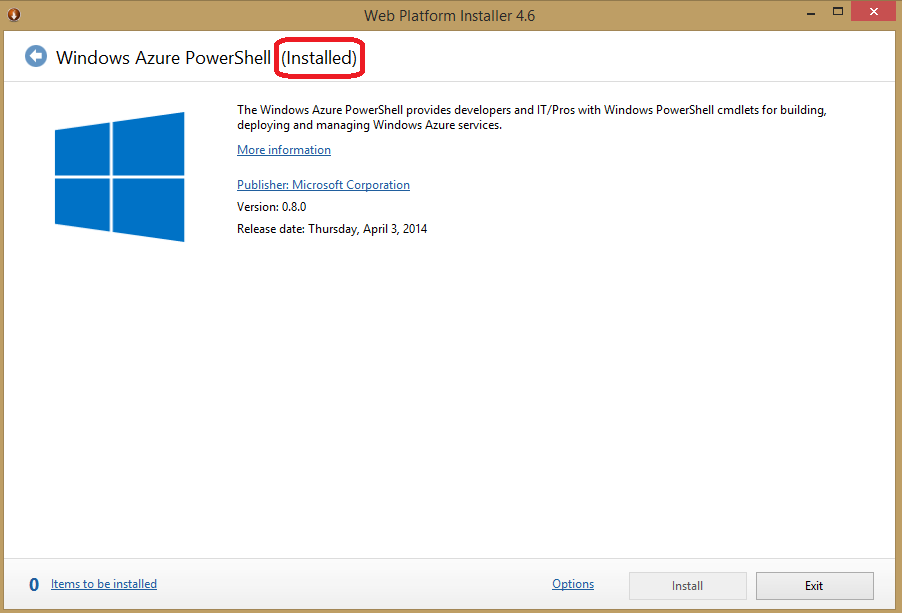 Web Platform Installer 4.6
Windows Azure PowerShell (Installed)
The Windows Azure PowerShell provides developers and IT/Pros with Windows PowerShell cmdlets for building,
deploying and managing Windows Azure services.
More information
Publisher: Microsoft Corporation
Version: 0.8.0
Release date: Thursday, April 3, 2014
0 Items to be installed
Options
Install
Exit